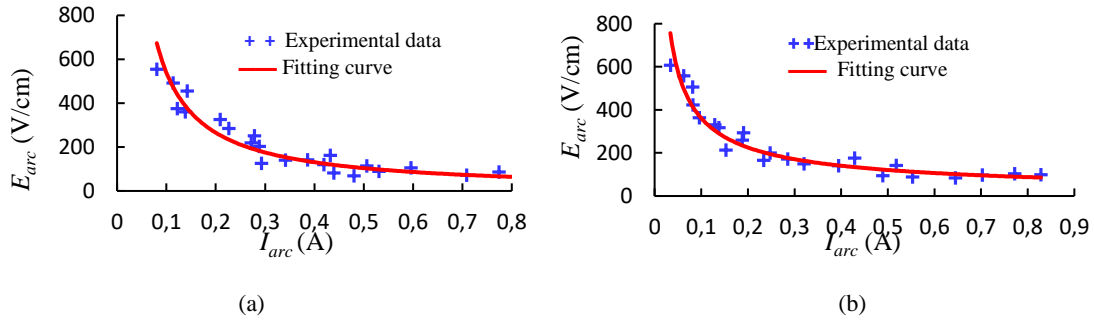 800
600
400
200
0
E_arc (V/cm)
Experimental data
Fitting curve
0 0,1 0,2 0,3 0,4 0,5 0,6 0,7 0,8
I_arc (A)
(a)
800
600
400
200
0
E_arc (V/cm)
Experimental data
Fitting curve
0 0,1 0,2 0,3 0,4 0,5 0,6 0,7 0,8 0,9
I_arc (A)
(b)